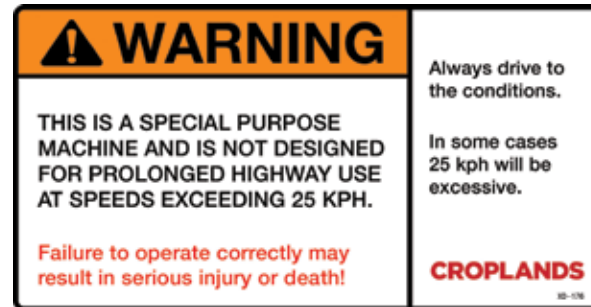 WARNING
THIS IS A SPECIAL PURPOSE
MACHINE AND IS NOT DESIGNED
FOR PROLONGED HIGHWAY USE
AT SPEEDS EXCEEDING 25 KPH.
Failure to operate correctly may
result in serious injury or death!
Always drive to
the conditions.
In some cases
25 kph will be
excessive.
CROPLANDS